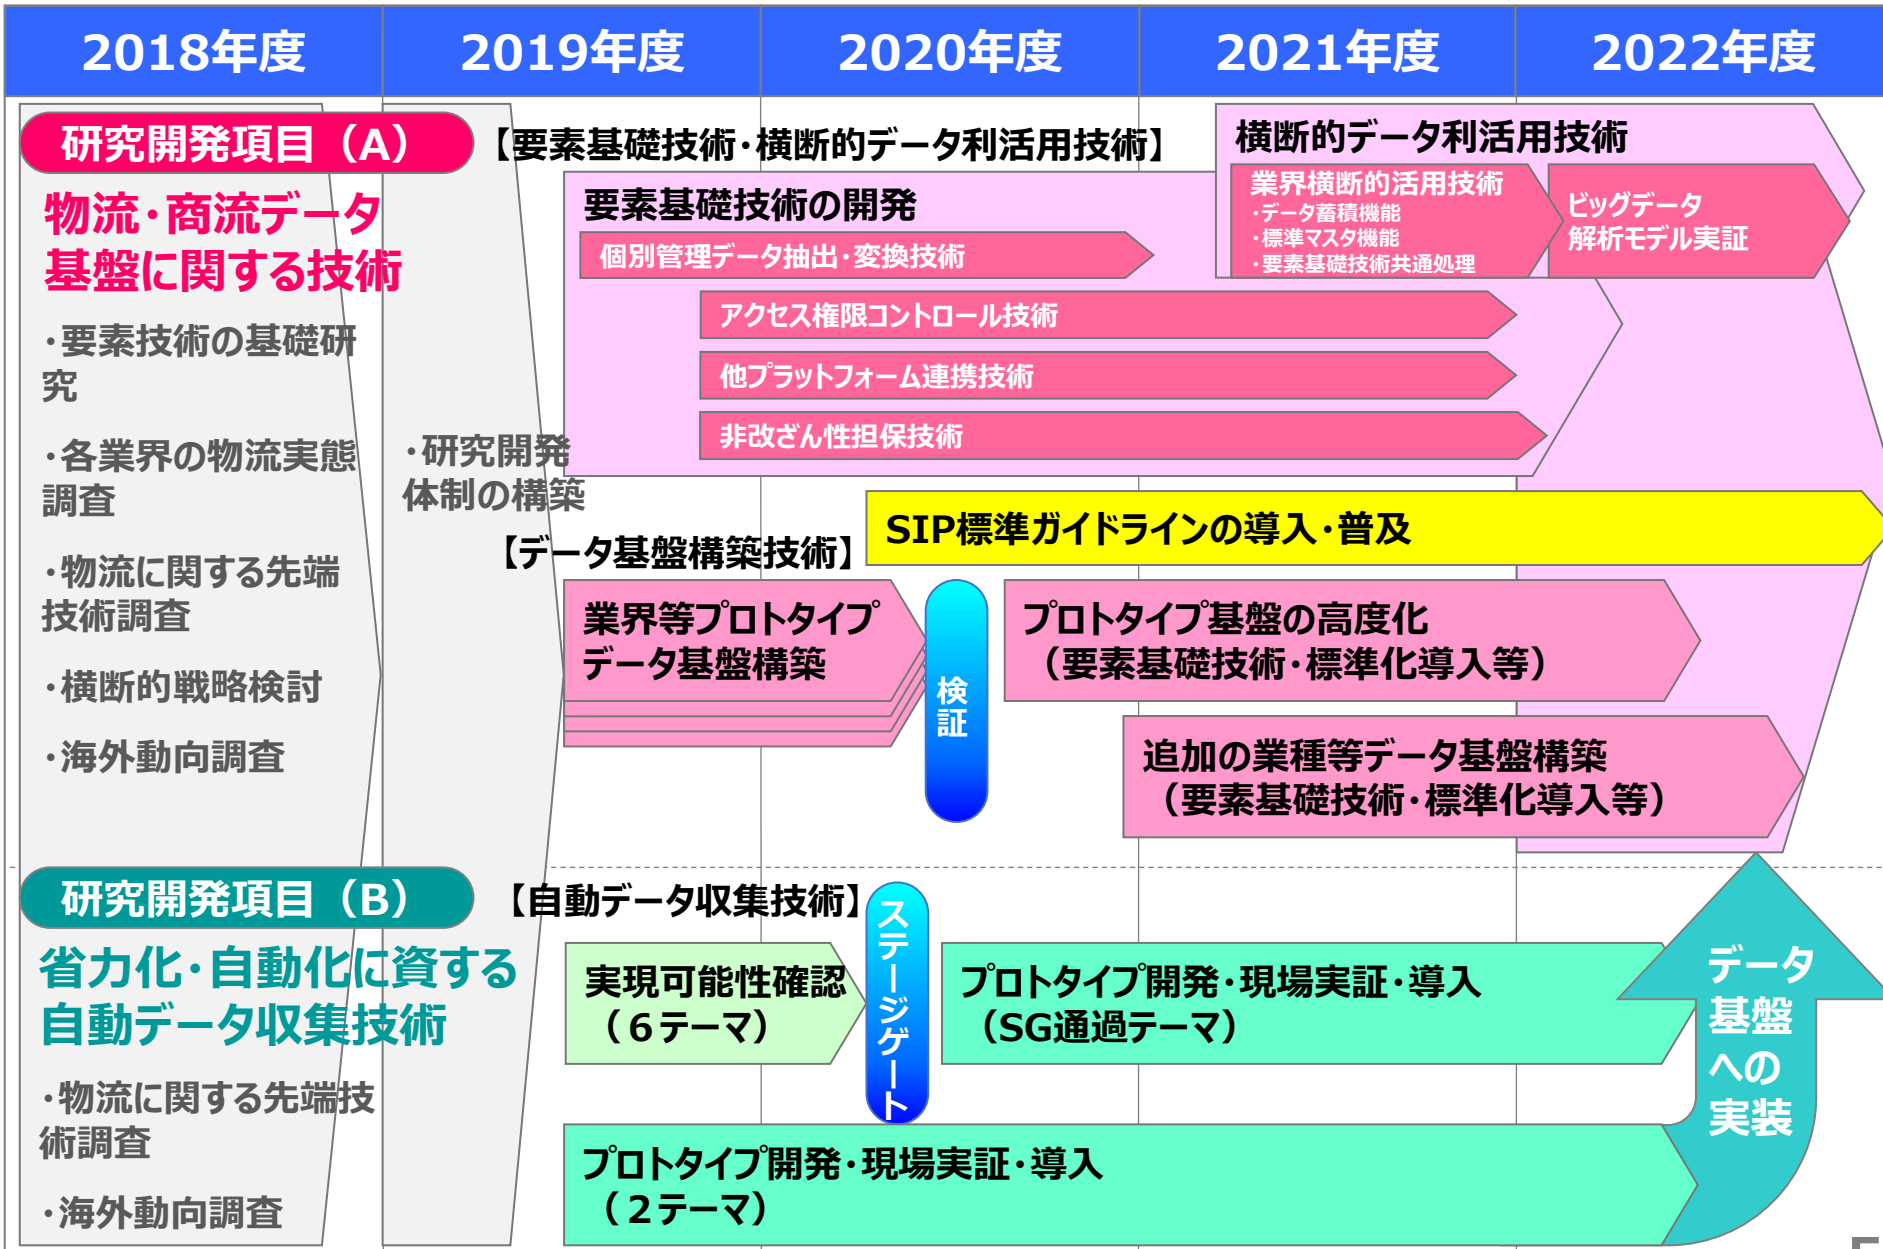 2018年度
2019年度
2020年度
2021年度
2022年度
研究開発項目（A）
物流・商流データ
基盤に関する技術
・要素技術の基礎研
究
・各業界の物流実態
調査
・物流に関する先端
技術調査
・横断的戦略検討
・海外動向調査
・研究開発
体制の構築
【要素基礎技術・横断的データ利活用技術】
要素基礎技術の開発
個別管理データ抽出・変換技術
アクセス権限コントロール技術
他プラットフォーム連携技術
非改ざん性担保技術
横断的データ利活用技術
業界横断的活用技術
・データ蓄積機能
・標準マスタ機能
・要素基礎技術共通処理
ビッグデータ
解析モデル実証
SIP標準ガイドラインの導入・普及
【データ基盤構築技術】
業界等プロトタイプ
データ基盤構築
検証
プロトタイプ基盤の高度化
（要素基礎技術・標準化導入等）
追加の業種等データ基盤構築
（要素基礎技術・標準化導入等）
研究開発項目（B）
省力化・自動化に資する
自動データ収集技術
・物流に関する先端技
術調査
・海外動向調査
【自動データ収集技術】
実現可能性確認
（６テーマ）
ステージゲート
プロトタイプ開発・現場実証・導入
（SG通過テーマ）
プロトタイプ開発・現場実証・導入
（２テーマ）
データ
基盤
への
実装